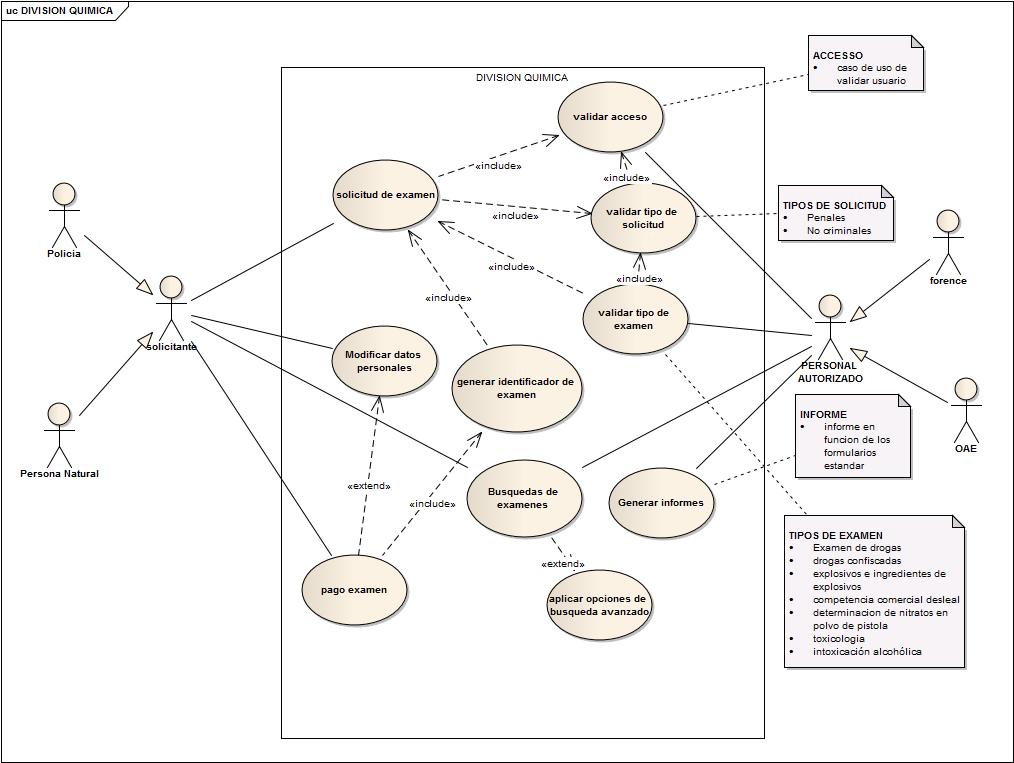 uc DIVISION QUIMICA
DIVISION QUIMICA
ACCESSO
• caso de uso de
validar usuario
validar acceso
«include»
«include»
solicitud de examen
«include»
validar tipo de
solicitud
TIPOS DE SOLICITUD
• Penales
• No criminales
Policia
forence
«include»
«include»
«include»
validar tipo de
examen
solicitante
Modificar datos
personales
generar identificador de
examen
PERSONAL
AUTORIZADO
INFORME
• informe en
funcion de los
formularios
estandar
OAE
Persona Natural
«extend»
«include»
Busquedas de
examenes
Generar informes
TIPOS DE EXAMEN
• Examen de drogas
• drogas confiscadas
• explosivos e ingredientes de
explosivos
• competencia comercial desleal
• determinacion de nitratos en
polvo de pistola
• toxicologia
• intoxicación alcohólica
«extend»
pago examen
aplicar opciones de
busqueda avanzado